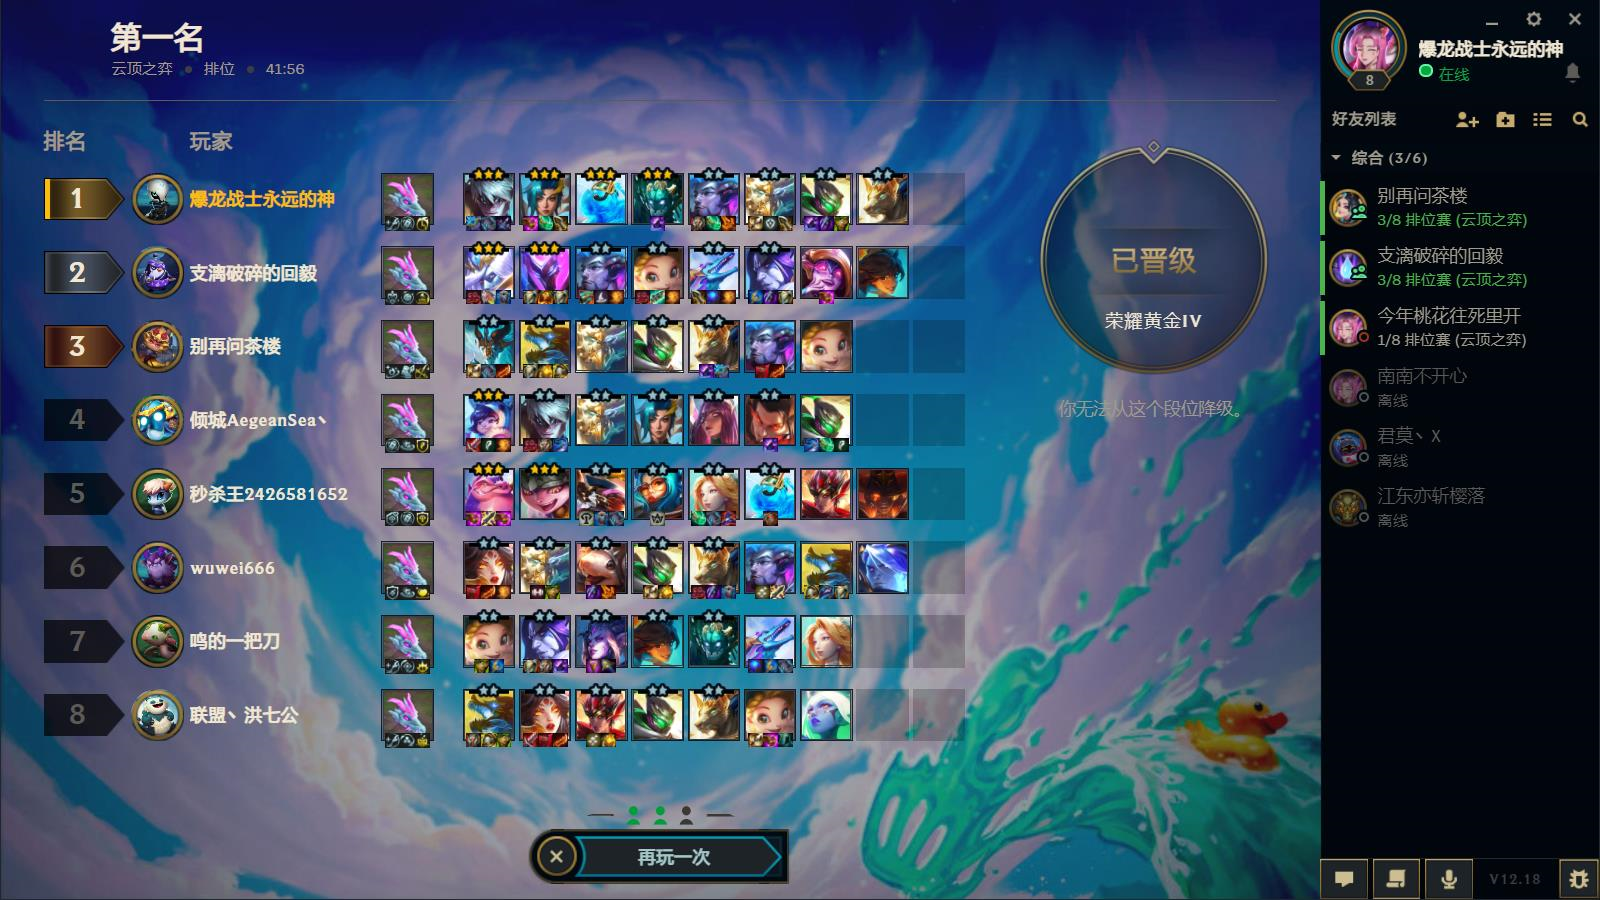 第一名
云顶之弈 • 排位 • 41:56
排名 玩家
1 爆龙战士永远的神
2 支漓破碎的回毅
3 别再问茶楼
4 倾城AegeanSea丶
5 秒杀王2426581652
6 wuwei666
7 鸣的一把刀
8 联盟丶洪七公
已晋级
荣耀黄金IV
你无法从这个段位降级。
再玩一次
8
爆龙战士永远的神
在线
好友列表
综合 (3/6)
别再问茶楼
3/8 排位赛 (云顶之弈)
支漓破碎的回毅
3/8 排位赛 (云顶之弈)
今年桃花往死里开
1/8 排位赛 (云顶之弈)
南南不开心
离线
君莫丶X
离线
江东亦斩樱落
离线
V12.18